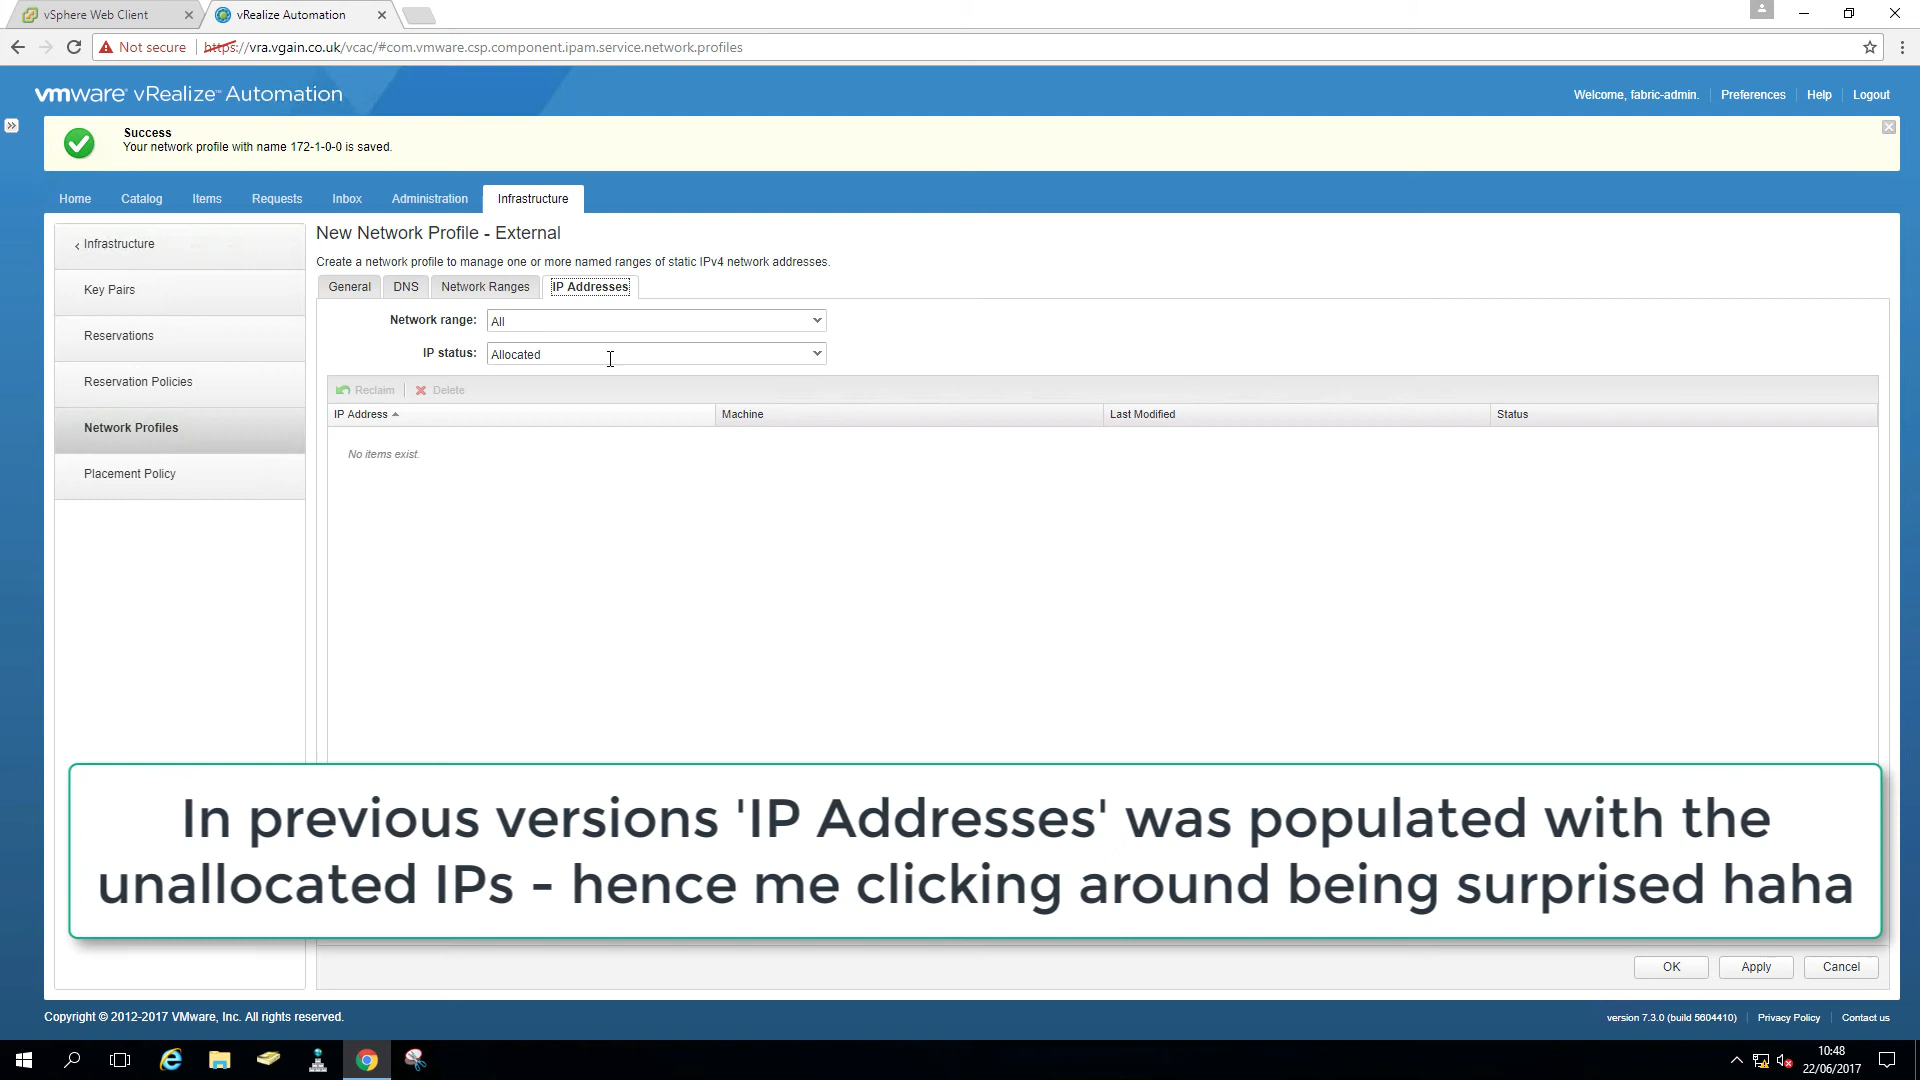 vSphere Web Client
vRealize Automation
Not secure
https://vra.vgain.co.uk/vcac/#com.vmware.csp.component.ipam.service.network.profiles
vmware® vRealize™ Automation
Welcome, fabric-admin.
Preferences
Help
Logout
Success
Your network profile with name 172-1-0-0 is saved.
Home
Catalog
Items
Requests
Inbox
Administration
Infrastructure
Infrastructure
Key Pairs
Reservations
Reservation Policies
Network Profiles
Placement Policy
New Network Profile - External
Create a network profile to manage one or more named ranges of static IPv4 network addresses.
General
DNS
Network Ranges
IP Addresses
Network range:
All
IP status:
Allocated
Reclaim
Delete
IP Address
Machine
Last Modified
Status
No items exist.
In previous versions 'IP Addresses' was populated with the
unallocated IPs - hence me clicking around being surprised haha
OK
Apply
Cancel
Copyright © 2012-2017 VMware, Inc. All rights reserved.
version 7.3.0 (build 5604410)
Privacy Policy
Contact us
10:48
22/06/2017